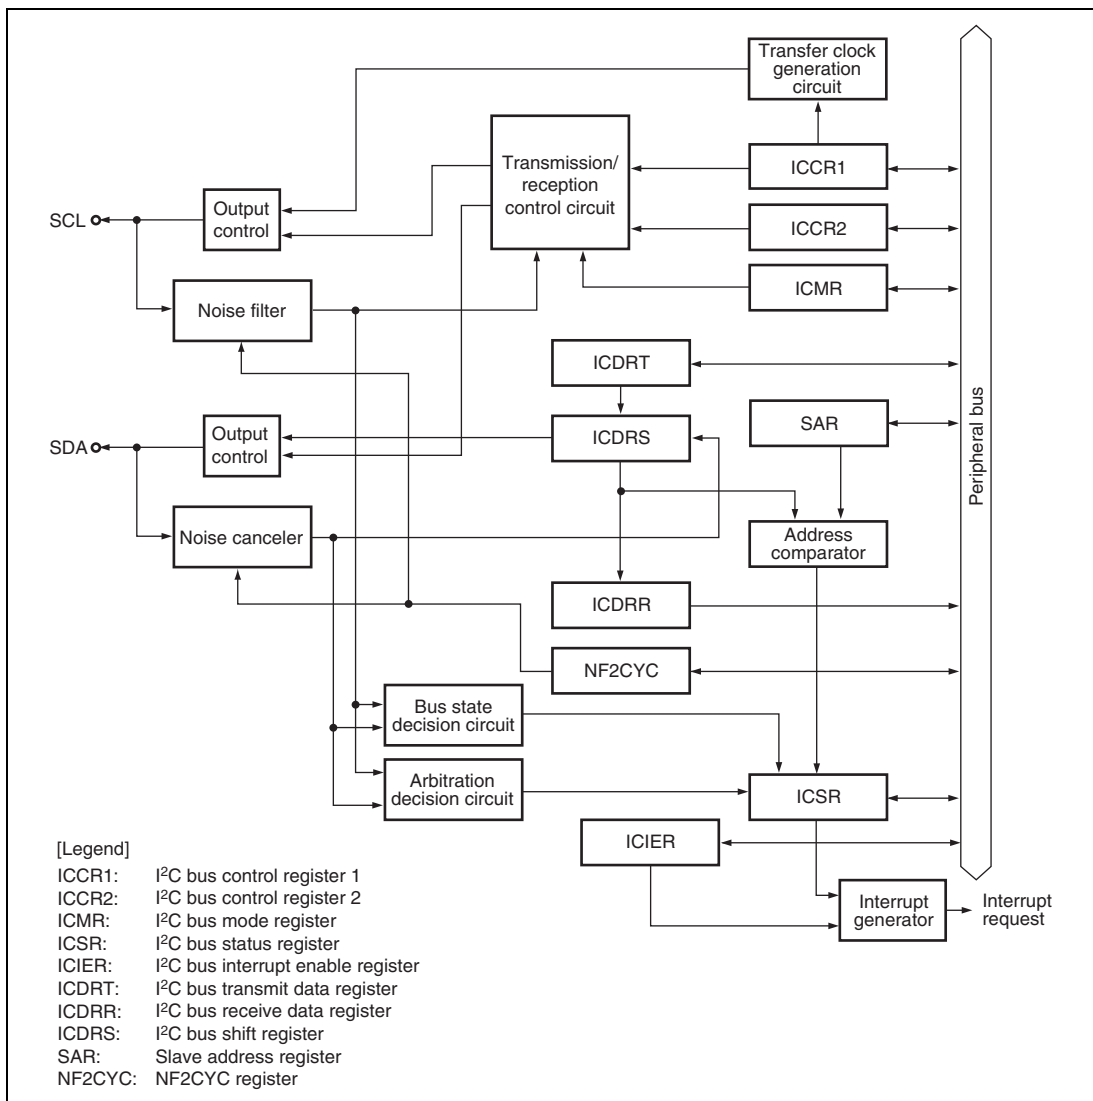 Transfer clock
generation
circuit
Transmission/
reception
control circuit
ICCR1
SCL
Output
control
ICCR2
ICMR
Noise filter
ICDRT
SAR
Peripheral bus
SDA
Output
control
ICDRS
Noise canceler
Address
comparator
ICDRR
NF2CYC
Bus state
decision circuit
Arbitration
decision circuit
ICSR
ICIER
Interrupt
generator
Interrupt
request
[Legend]
ICCR1: I²C bus control register 1
ICCR2: I²C bus control register 2
ICMR: I²C bus mode register
ICSR: I²C bus status register
ICIER: I²C bus interrupt enable register
ICDRT: I²C bus transmit data register
ICDRR: I²C bus receive data register
ICDRS: I²C bus shift register
SAR: Slave address register
NF2CYC: NF2CYC register